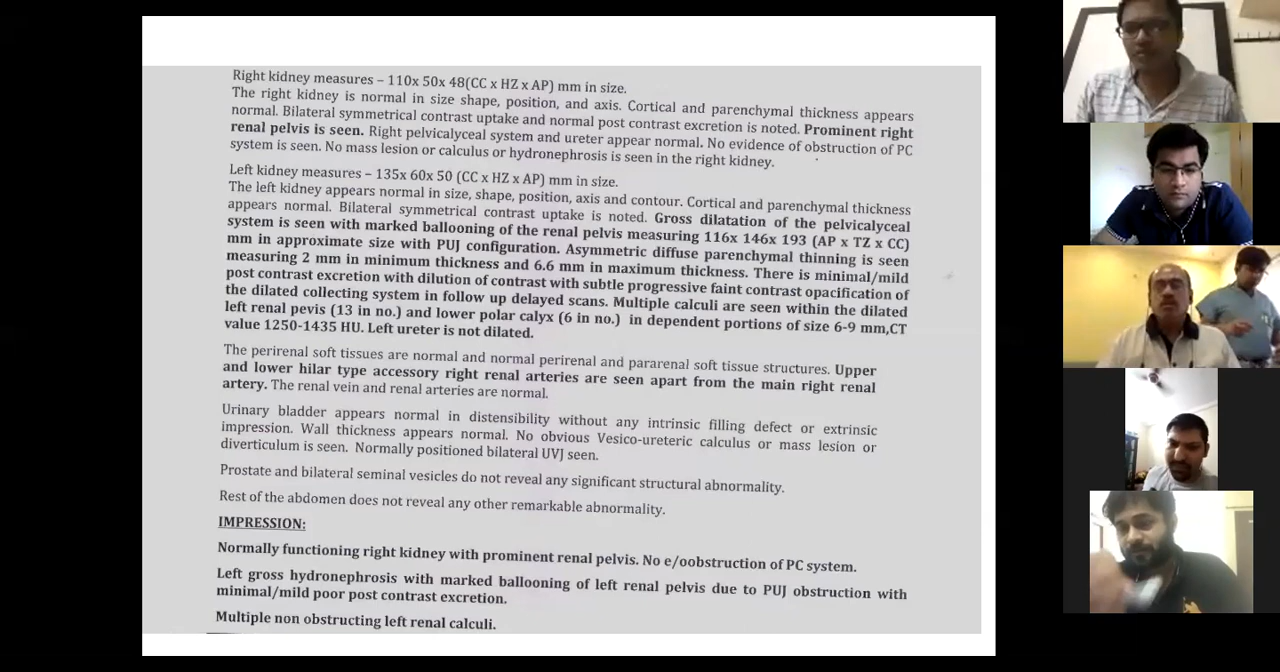 Right kidney measures – 110x 50x 48(CC x HZ x AP) mm in size.
The right kidney is normal in size shape, position, and axis. Cortical and parenchymal thickness appears
normal. Bilateral symmetrical contrast uptake and normal post contrast excretion is noted. Prominent right
renal pelvis is seen. Right pelvicalyceal system and ureter appear normal. No evidence of obstruction of PC
system is seen. No mass lesion or calculus or hydronephrosis is seen in the right kidney.
Left kidney measures – 135x 60x 50 (CC x HZ x AP) mm in size.
The left kidney appears normal in size, shape, position, axis and contour. Cortical and parenchymal thickness
appears normal. Bilateral symmetrical contrast uptake is noted. Gross dilatation of the pelvicalyceal
system is seen with marked ballooning of the renal pelvis measuring 116x 146x 193 (AP x TZ x CC)
mm in approximate size with PUJ configuration. Asymmetric diffuse parenchymal thinning is seen
measuring 2 mm in minimum thickness and 6.6 mm in maximum thickness. There is minimal/mild
post contrast excretion with dilution of contrast with subtle progressive faint contrast opacification of
the dilated collecting system in follow up delayed scans. Multiple calculi are seen within the dilated
left renal pevis (13 in no.) and lower polar calyx (6 in no.) in dependent portions of size 6-9 mm,CT
value 1250-1435 HU. Left ureter is not dilated.
The perirenal soft tissues are normal and normal perirenal and pararenal soft tissue structures. Upper
and lower hilar type accessory right renal arteries are seen apart from the main right renal
artery. The renal vein and renal arteries are normal.
Urinary bladder appears normal in distensibility without any intrinsic filling defect or extrinsic
impression. Wall thickness appears normal. No obvious Vesico-ureteric calculus or mass lesion or
diverticulum is seen. Normally positioned bilateral UVJ seen.
Prostate and bilateral seminal vesicles do not reveal any significant structural abnormality.
Rest of the abdomen does not reveal any other remarkable abnormality.
IMPRESSION:
Normally functioning right kidney with prominent renal pelvis. No e/oobstruction of PC system.
Left gross hydronephrosis with marked ballooning of left renal pelvis due to PUJ obstruction with
minimal/mild poor post contrast excretion.
Multiple non obstructing left renal calculi.